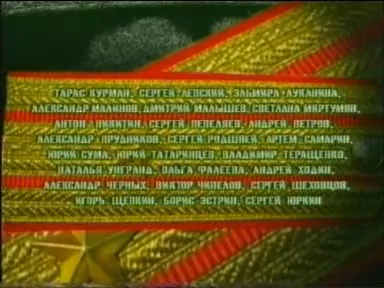 ТАРАС КУРМАН, СЕРГЕЙ ЛЕПСКИЙ, ЭЛЬМИРА ЛУКАНИНА,
АЛЕКСАНДР МАЛИНОВ, ДМИТРИЙ МАЛЫШЕВ, СВЕТЛАНА МКРТУМЯН,
АНТОН НИКИТИН, СЕРГЕЙ ПЕПЕЛЯЕВ, АНДРЕЙ ПЕТРОВ,
АЛЕКСАНДР ПРУДНИКОВ, СЕРГЕЙ РОДШВЕЙ, АРТЕМ САМАРИН,
ЮРИЙ СУМА, ЮРИЙ ТАТАРИНЦЕВ, ВЛАДИМИР ТЕРАЩЕНКО,
НАТАЛЬЯ УНГРАНД, ОЛЬГА ФАЛЕЕВА, АНДРЕЙ ХОДИН,
АЛЕКСАНДР ЧЕРНЫХ, ВИКТОР ЧИПЕЛОВ, СЕРГЕЙ ШЕХОВЦОВ,
ИГОРЬ ЩЕПКИН, БОРИС ЭСТРИН, СЕРГЕЙ ЮРКИН